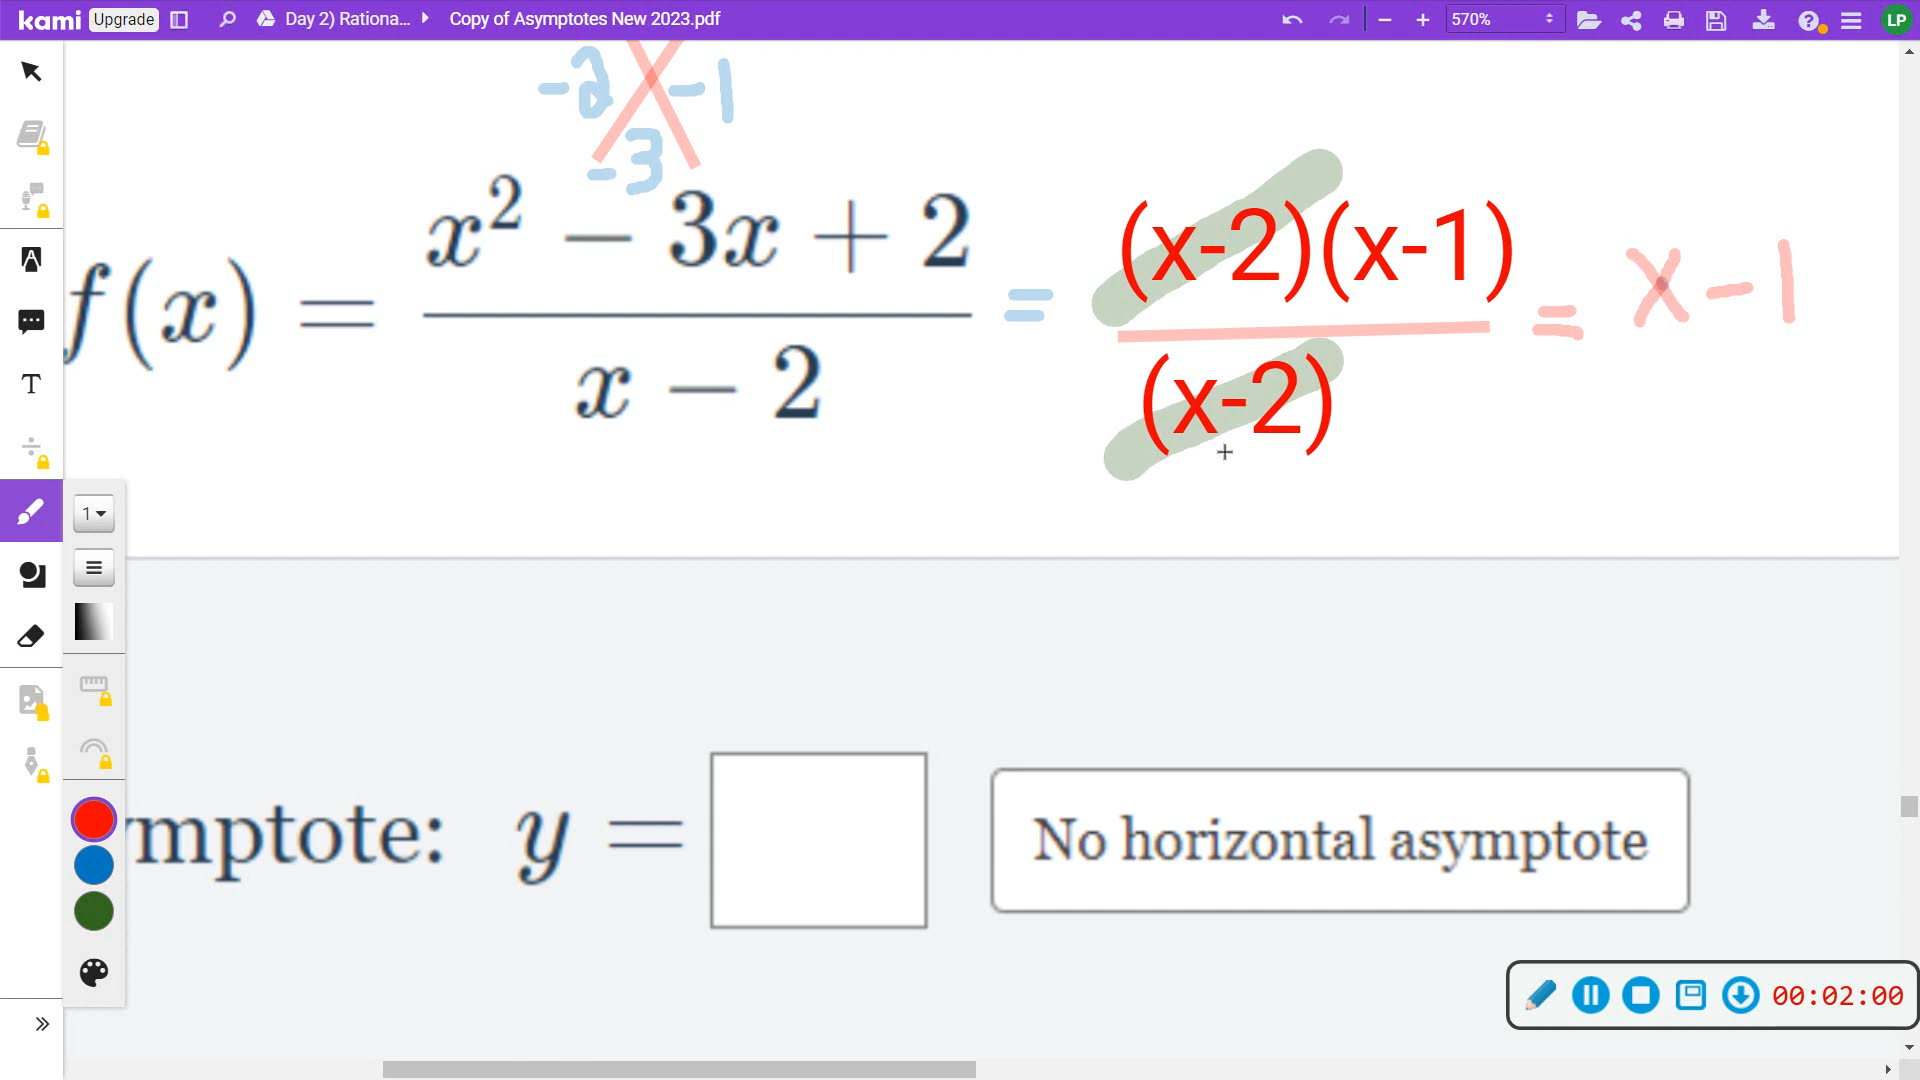 kami Upgrade Day 2) Rationa... Copy of Asymptotes New 2023.pdf 570% LP
-2 -1
-3
f(x) = x² − 3x + 2 = (x-2)(x-1) = x-1
x − 2 (x-2)
T
1
ymptote: y = No horizontal asymptote
00:02:00